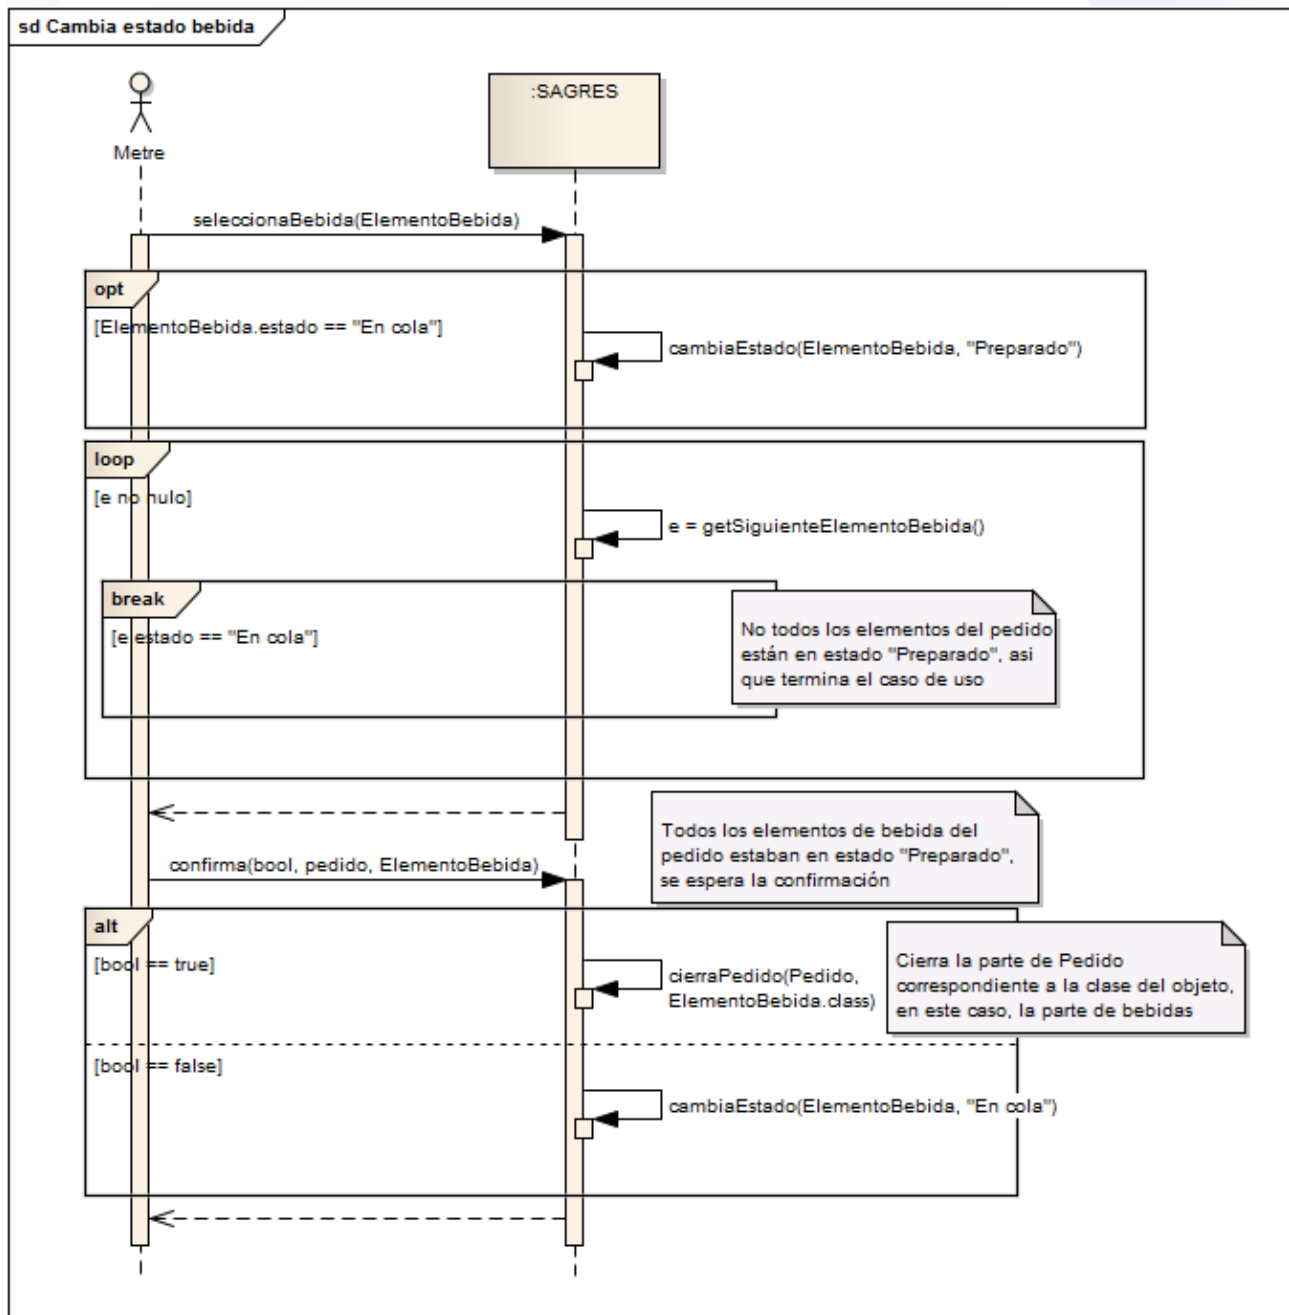 sd Cambia estado bebida
:SAGRES
Metre
seleccionaBebida(ElementoBebida)
opt
[ElementoBebida.estado == "En cola"]
cambiaEstado(ElementoBebida, "Preparado")
loop
[e no nulo]
e = getSiguienteElementoBebida()
break
[e estado == "En cola"]
No todos los elementos del pedido
están en estado "Preparado", asi
que termina el caso de uso
Todos los elementos de bebida del
pedido estaban en estado "Preparado",
se espera la confirmación
confirma(bool, pedido, ElementoBebida)
alt
[bool == true]
cierraPedido(Pedido,
ElementoBebida.class)
Cierra la parte de Pedido
correspondiente a la clase del objeto,
en este caso, la parte de bebidas
[bool == false]
cambiaEstado(ElementoBebida, "En cola")